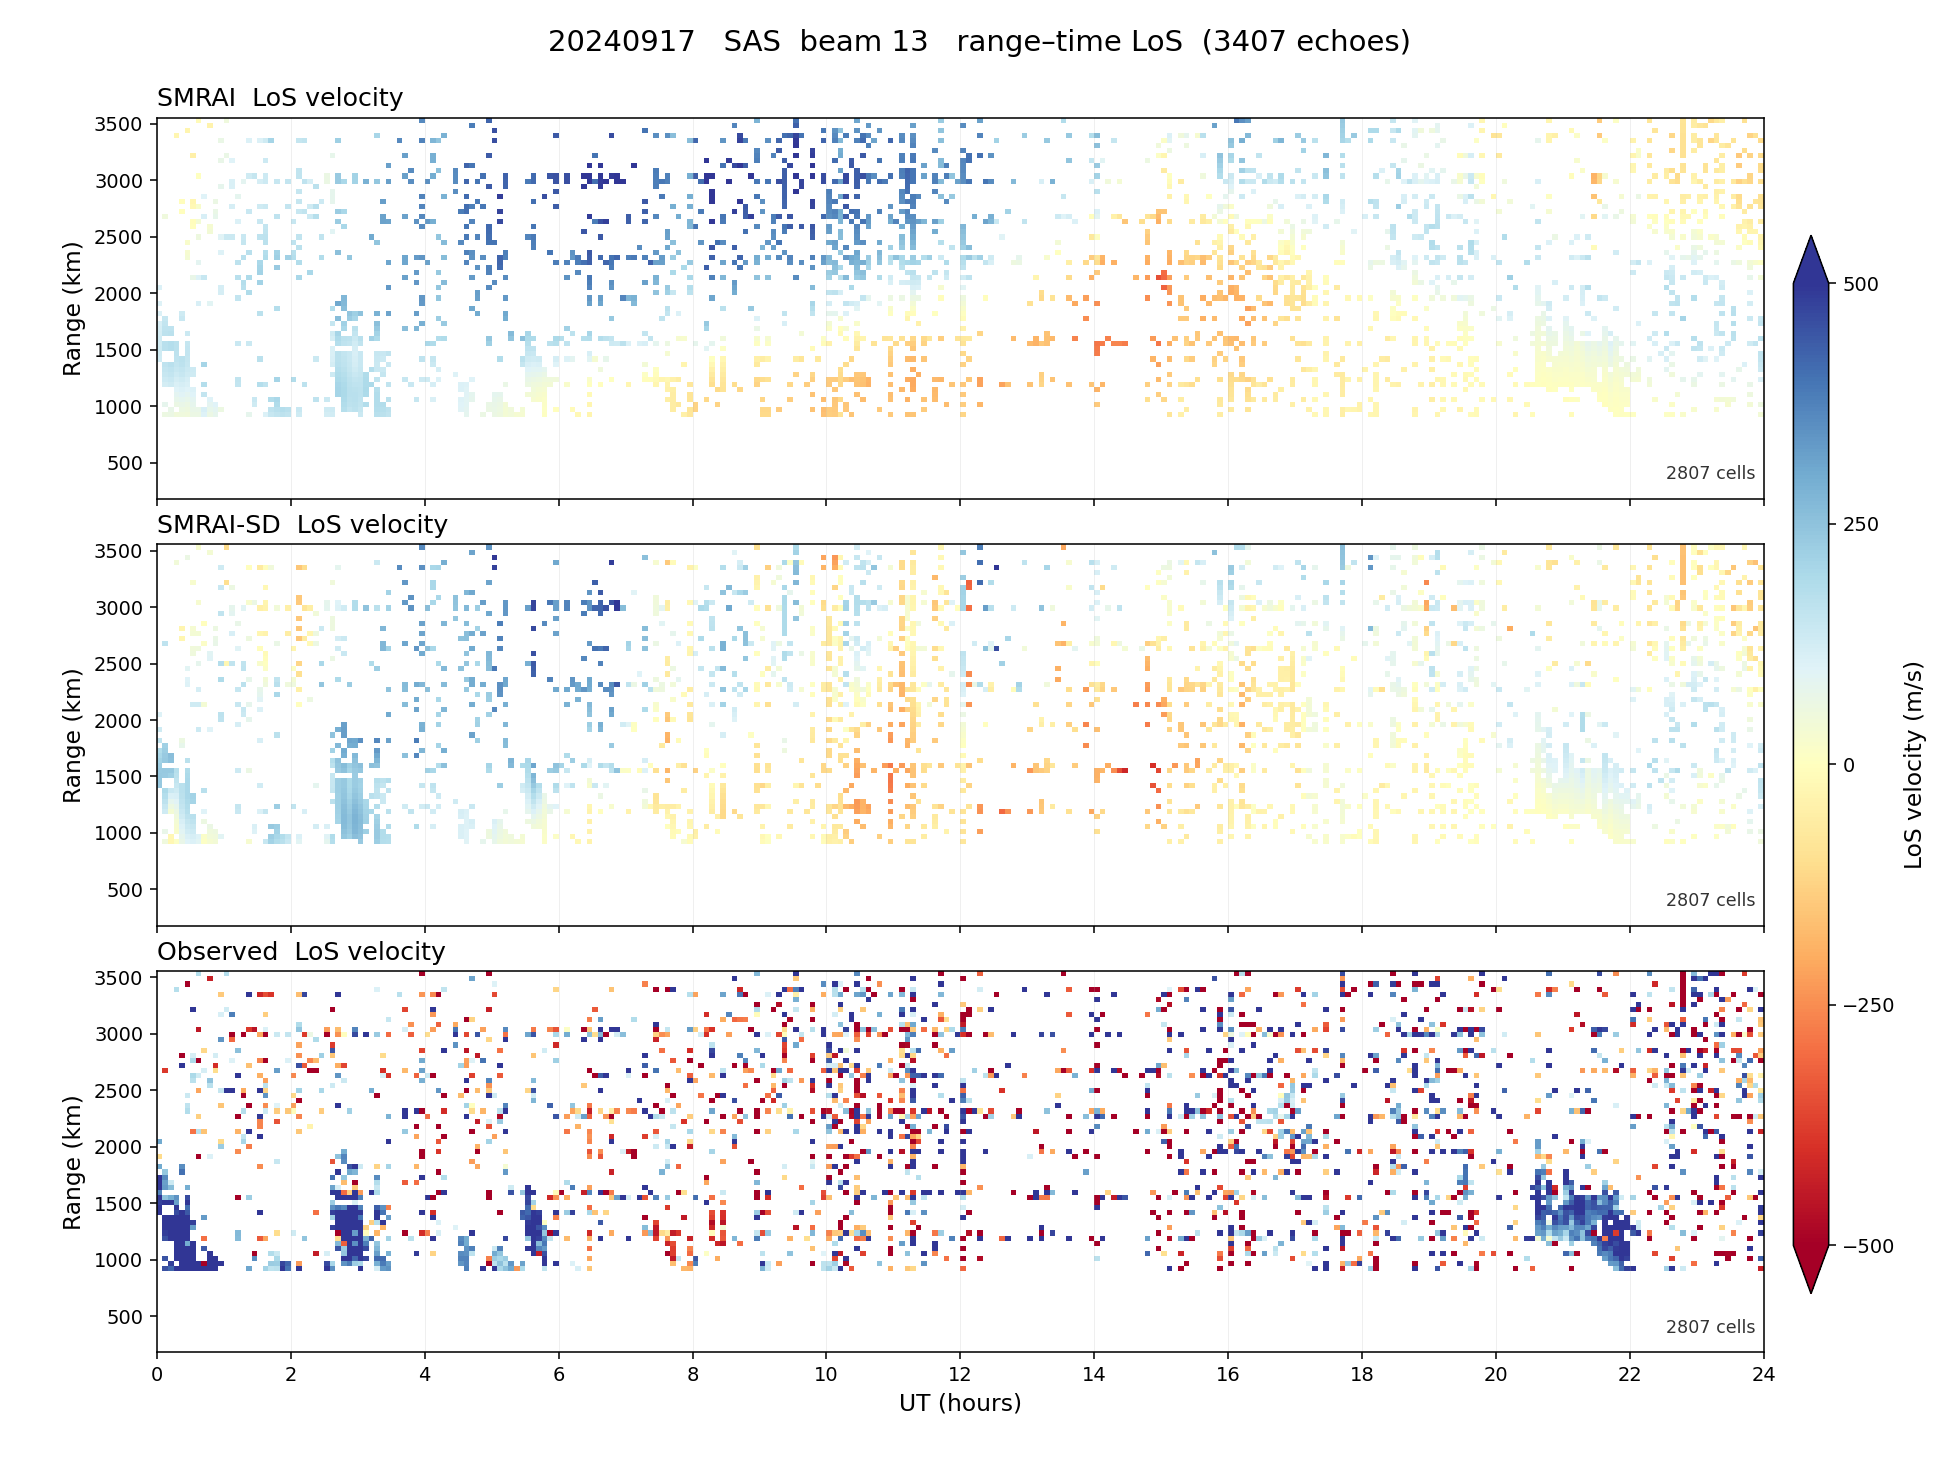 20240917   SAS  beam 13   range–time LoS  (3407 echoes)
SMRAI  LoS velocity
3500
3000
2500
2000
1500
1000
500
Range (km)
2807 cells
SMRAI-SD  LoS velocity
3500
3000
2500
2000
1500
1000
500
Range (km)
2807 cells
Observed  LoS velocity
3500
3000
2500
2000
1500
1000
500
Range (km)
2807 cells
0 2 4 6 8 10 12 14 16 18 20 22 24
UT (hours)
500
250
0
−250
−500
LoS velocity (m/s)